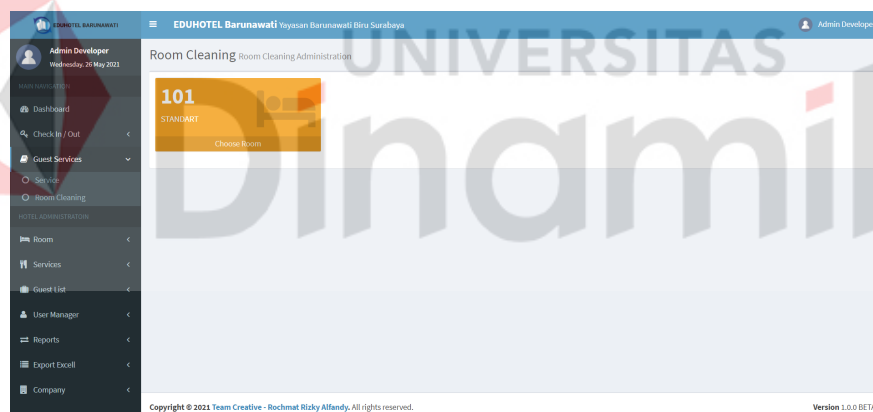 EDUHOTEL BARUNAWATI
EDUHOTEL Barunawati Yayasan Barunawati Biru Surabaya
Admin Develope
Admin Developer
Wednesday, 26 May 2021
MAIN NAVIGATION
Dashboard
Check In / Out
Guest Services
Service
Room Cleaning
HOTEL ADMINISTRATOIN
Room
Services
Guest List
User Manager
Reports
Export Excell
Company
Room Cleaning Room Cleaning Administration
101
STANDART
Choose Room
UNIVERSITAS
Dinami
Copyright © 2021 Team Creative - Rochmat Rizky Alfandy. All rights reserved.
Version 1.0.0 BETA